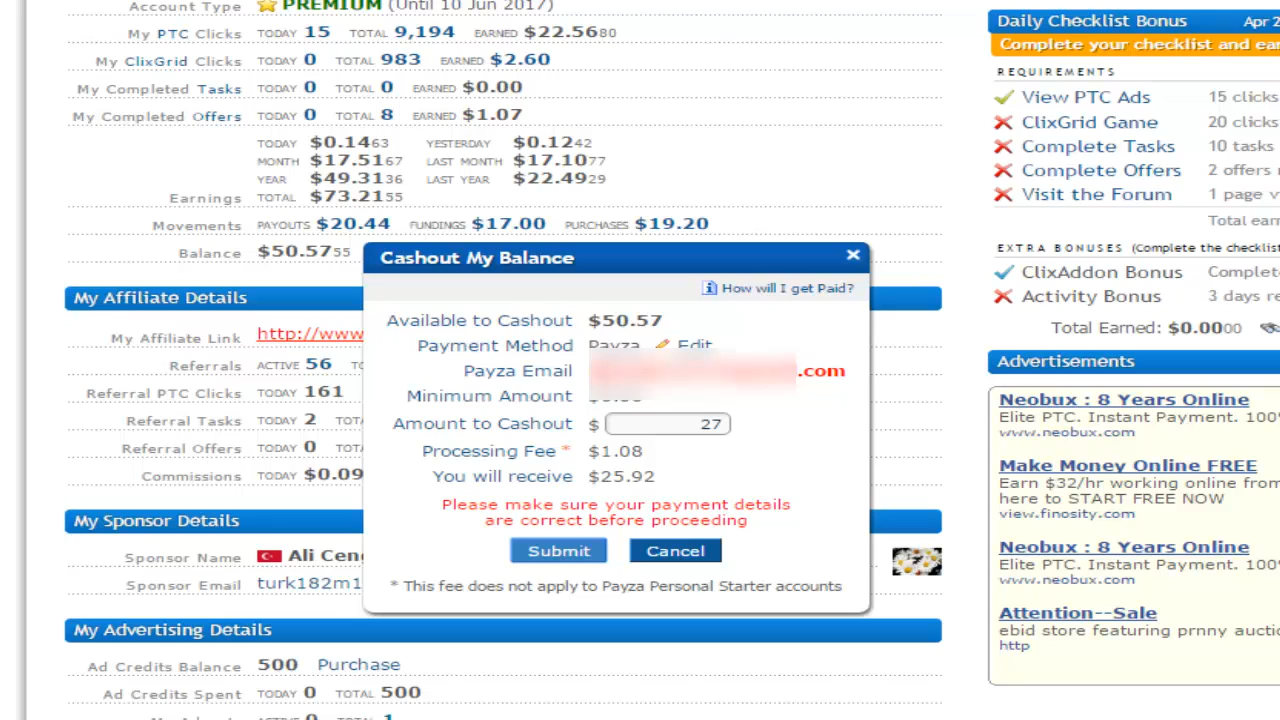 Account Type PREMIUM (Until 10 Jun 2017)
My PTC Clicks TODAY 15 TOTAL 9,194 EARNED $22.5680
My ClixGrid Clicks TODAY 0 TOTAL 983 EARNED $2.60
My Completed Tasks TODAY 0 TOTAL 0 EARNED $0.00
My Completed Offers TODAY 0 TOTAL 8 EARNED $1.07
TODAY $0.1463 YESTERDAY $0.1242
MONTH $17.5167 LAST MONTH $17.1077
YEAR $49.3136 LAST YEAR $22.4929
Earnings TOTAL $73.2155
Movements PAYOUTS $20.44 FUNDINGS $17.00 PURCHASES $19.20
Balance $50.5755
My Affiliate Details
My Affiliate Link http://www
Referrals ACTIVE 56
Referral PTC Clicks TODAY 161
Referral Tasks TODAY 2 TOT
Referral Offers TODAY 0 TOT
Commissions TODAY $0.09
My Sponsor Details
Sponsor Name Ali Cen
Sponsor Email turk182m1
My Advertising Details
Ad Credits Balance 500 Purchase
Ad Credits Spent TODAY 0 TOTAL 500
Cashout My Balance
How will I get Paid?
Available to Cashout $50.57
Payment Method Payza Edit
Payza Email .com
Minimum Amount
Amount to Cashout $ 27
Processing Fee * $1.08
You will receive $25.92
Please make sure your payment details
are correct before proceeding
Submit Cancel
* This fee does not apply to Payza Personal Starter accounts
Daily Checklist Bonus Apr 2
Complete your checklist and ear
REQUIREMENTS
View PTC Ads 15 clicks
ClixGrid Game 20 clicks
Complete Tasks 10 tasks
Complete Offers 2 offers
Visit the Forum 1 page v
Total earn
EXTRA BONUSES (Complete the checklist
ClixAddon Bonus Complete
Activity Bonus 3 days re
Total Earned: $0.0000
Advertisements
Neobux : 8 Years Online
Elite PTC. Instant Payment. 100
www.neobux.com
Make Money Online FREE
Earn $32/hr working online from
here to START FREE NOW
view.finosity.com
Neobux : 8 Years Online
Elite PTC. Instant Payment. 100
www.neobux.com
Attention--Sale
ebid store featuring prnny auctio
http